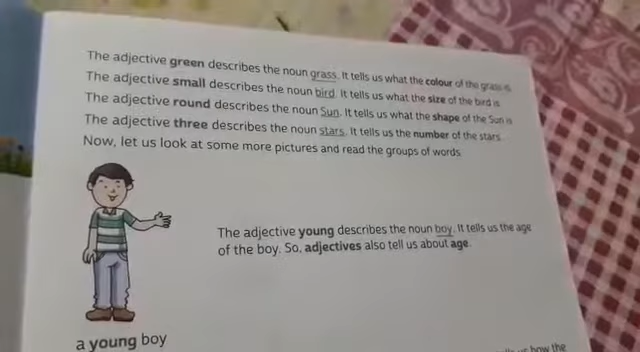 The adjective green describes the noun grass. It tells us what the colour of the grass is.
The adjective small describes the noun bird. It tells us what the size of the bird is
The adjective round describes the noun Sun. It tells us what the shape of the Sun is
The adjective three describes the noun stars. It tells us the number of the stars.
Now, let us look at some more pictures and read the groups of words.
The adjective young describes the noun boy. It tells us the age
of the boy. So, adjectives also tell us about age.
a young boy
us how the